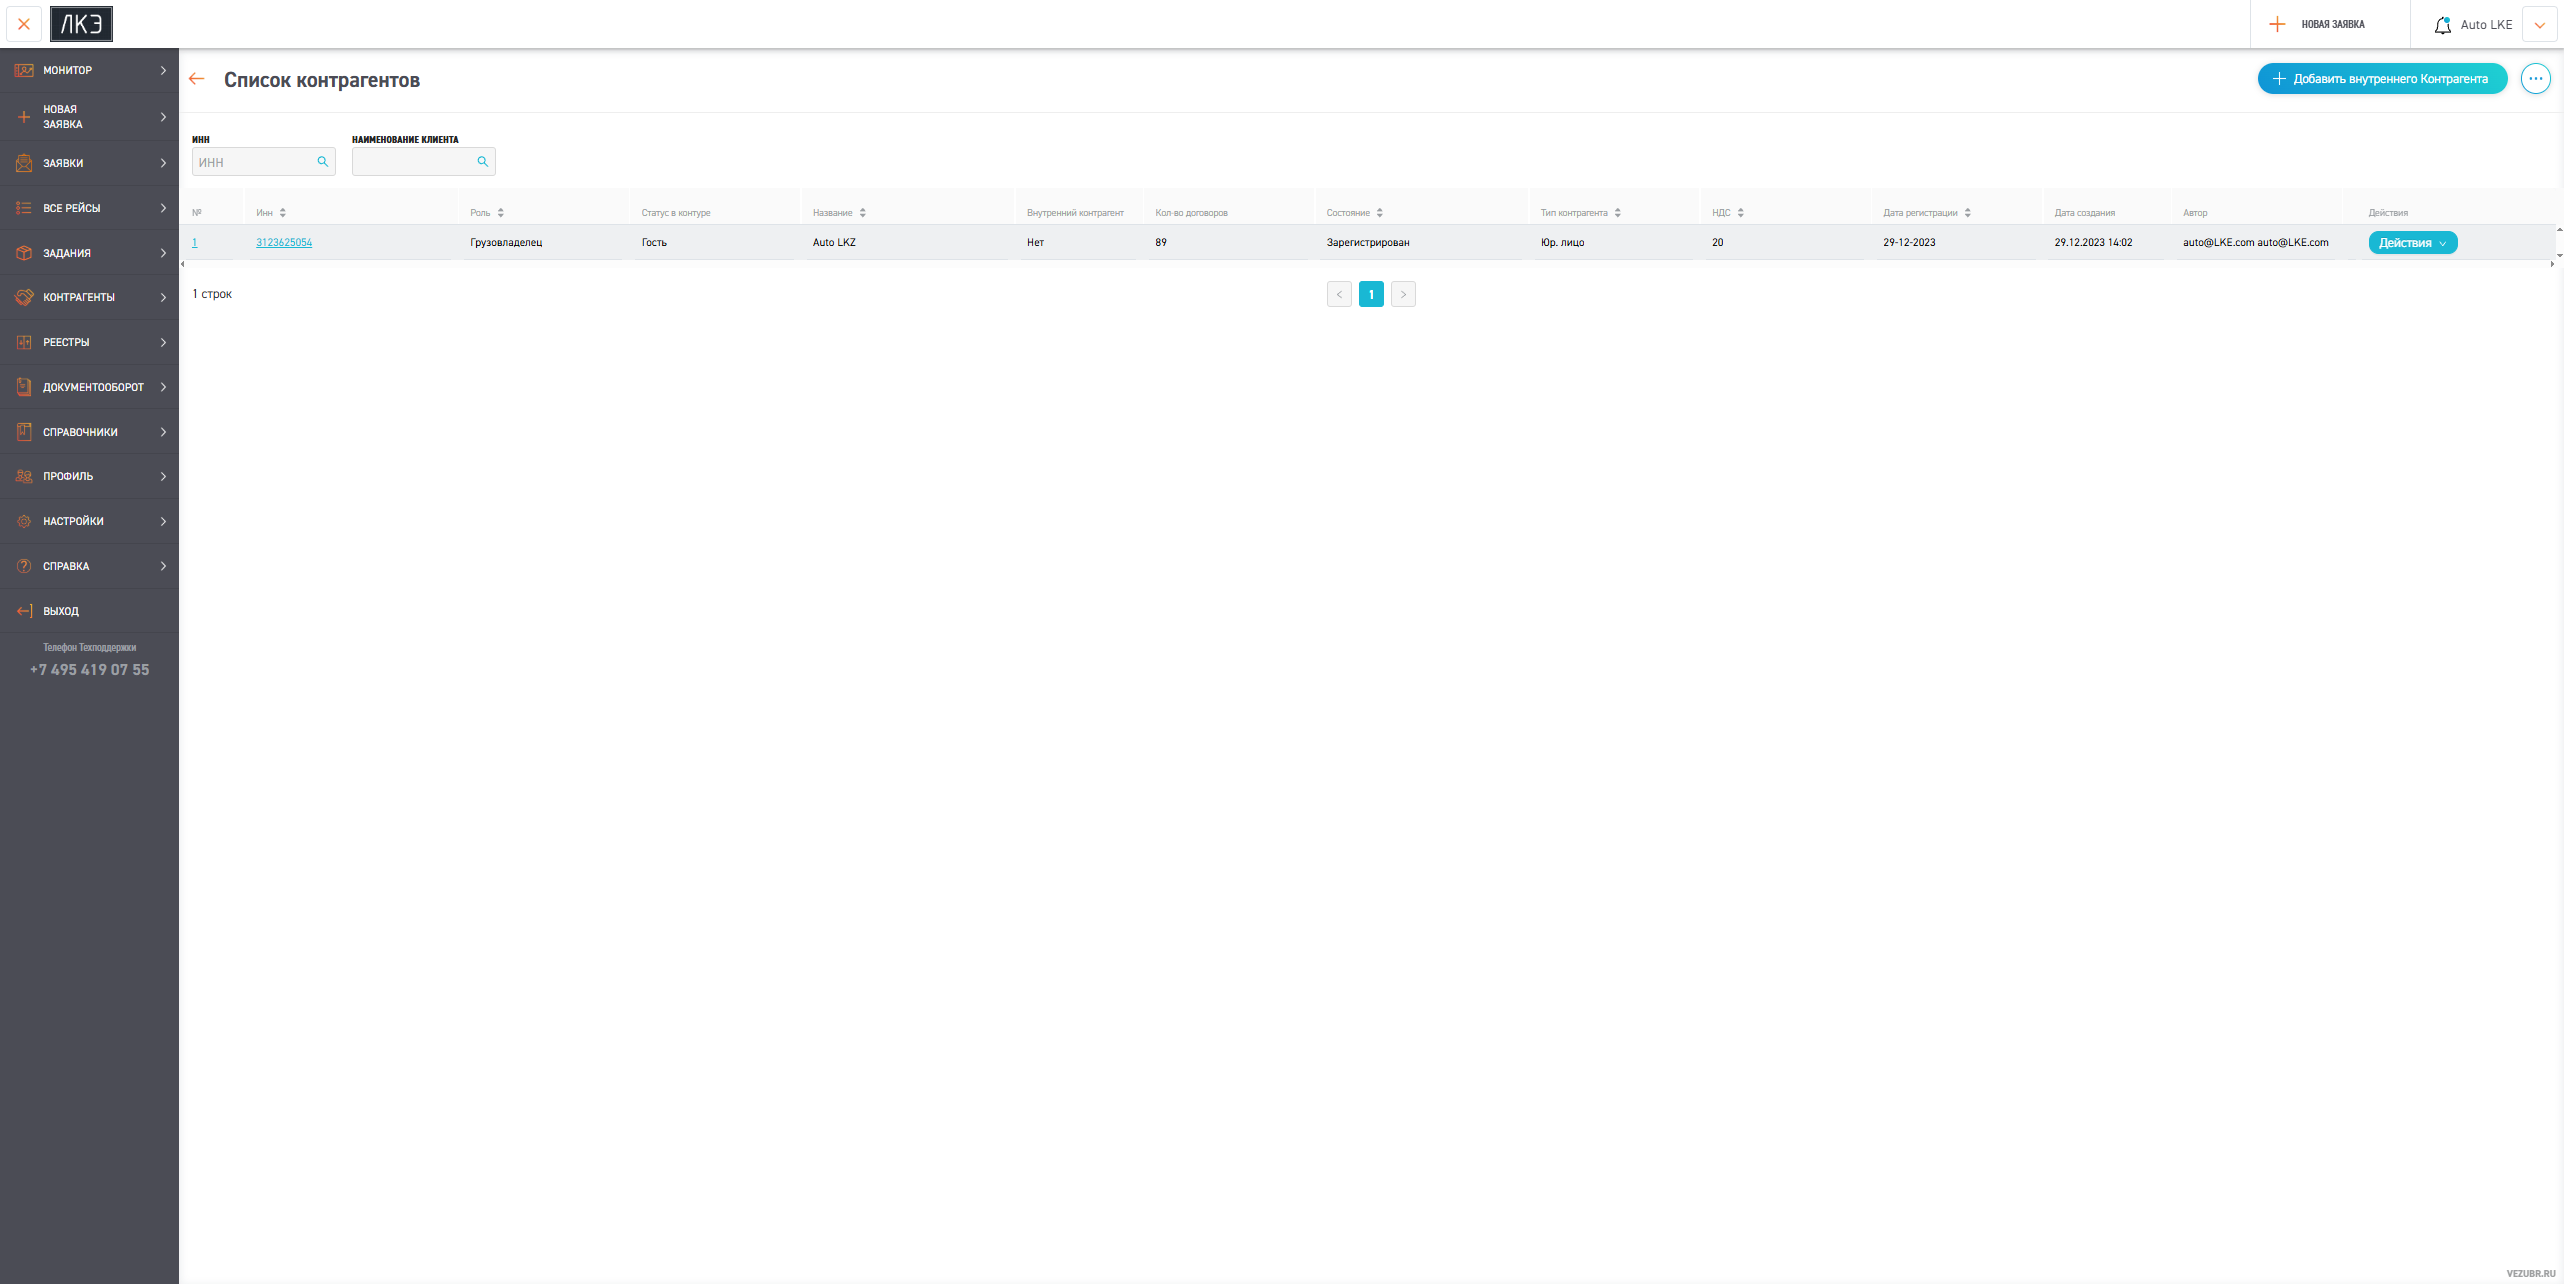 ЛКЭ
НОВАЯ ЗАЯВКА
Auto LKE
МОНИТОР
НОВАЯ
ЗАЯВКА
ЗАЯВКИ
ВСЕ РЕЙСЫ
ЗАДАНИЯ
КОНТРАГЕНТЫ
РЕЕСТРЫ
ДОКУМЕНТООБОРОТ
СПРАВОЧНИКИ
ПРОФИЛЬ
НАСТРОЙКИ
СПРАВКА
ВЫХОД
Телефон Техподдержки
+7 495 419 07 55
Список контрагентов
Добавить внутреннего Контрагента
ИНН
НАИМЕНОВАНИЕ КЛИЕНТА
ИНН
№ Инн Роль Статус в контуре Название Внутренний контрагент Кол-во договоров Состояние Тип контрагента НДС Дата регистрации Дата создания Автор Действия
1 3123625054 Грузовладелец Гость Auto LKZ Нет 89 Зарегистрирован Юр. лицо 20 29-12-2023 29.12.2023 14:02 auto@LKE.com auto@LKE.com Действия
1 строк
< 1 >
VEZUBR.RU